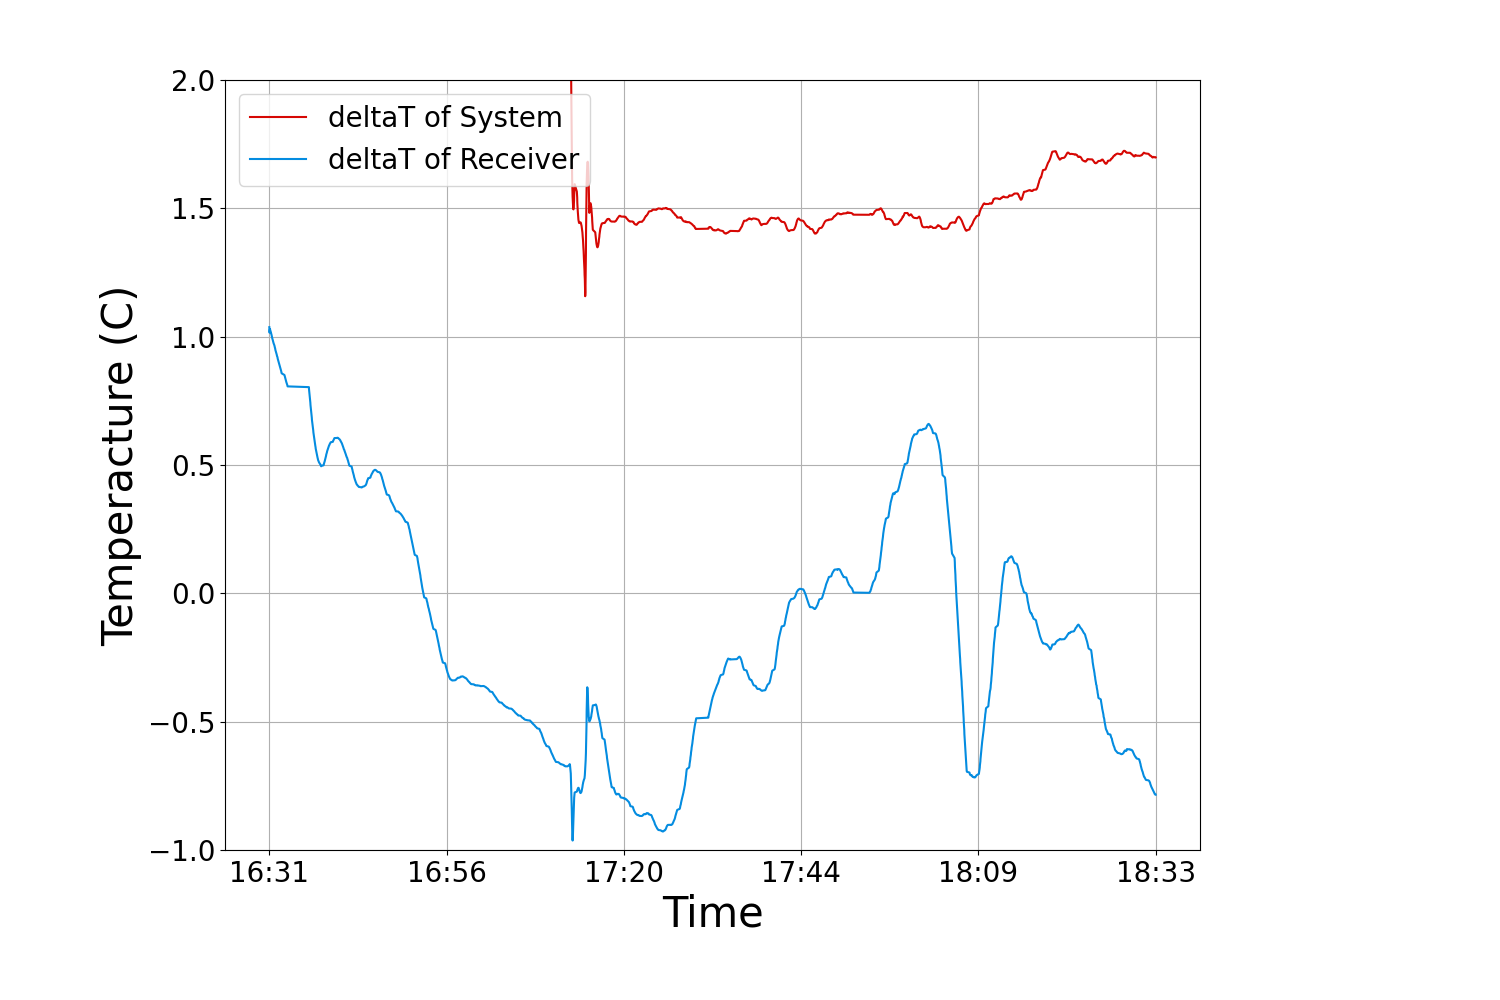 2.0
1.5
1.0
0.5
0.0
−0.5
−1.0
Temperacture (C)
deltaT of System
deltaT of Receiver
16:31 16:56 17:20 17:44 18:09 18:33
Time